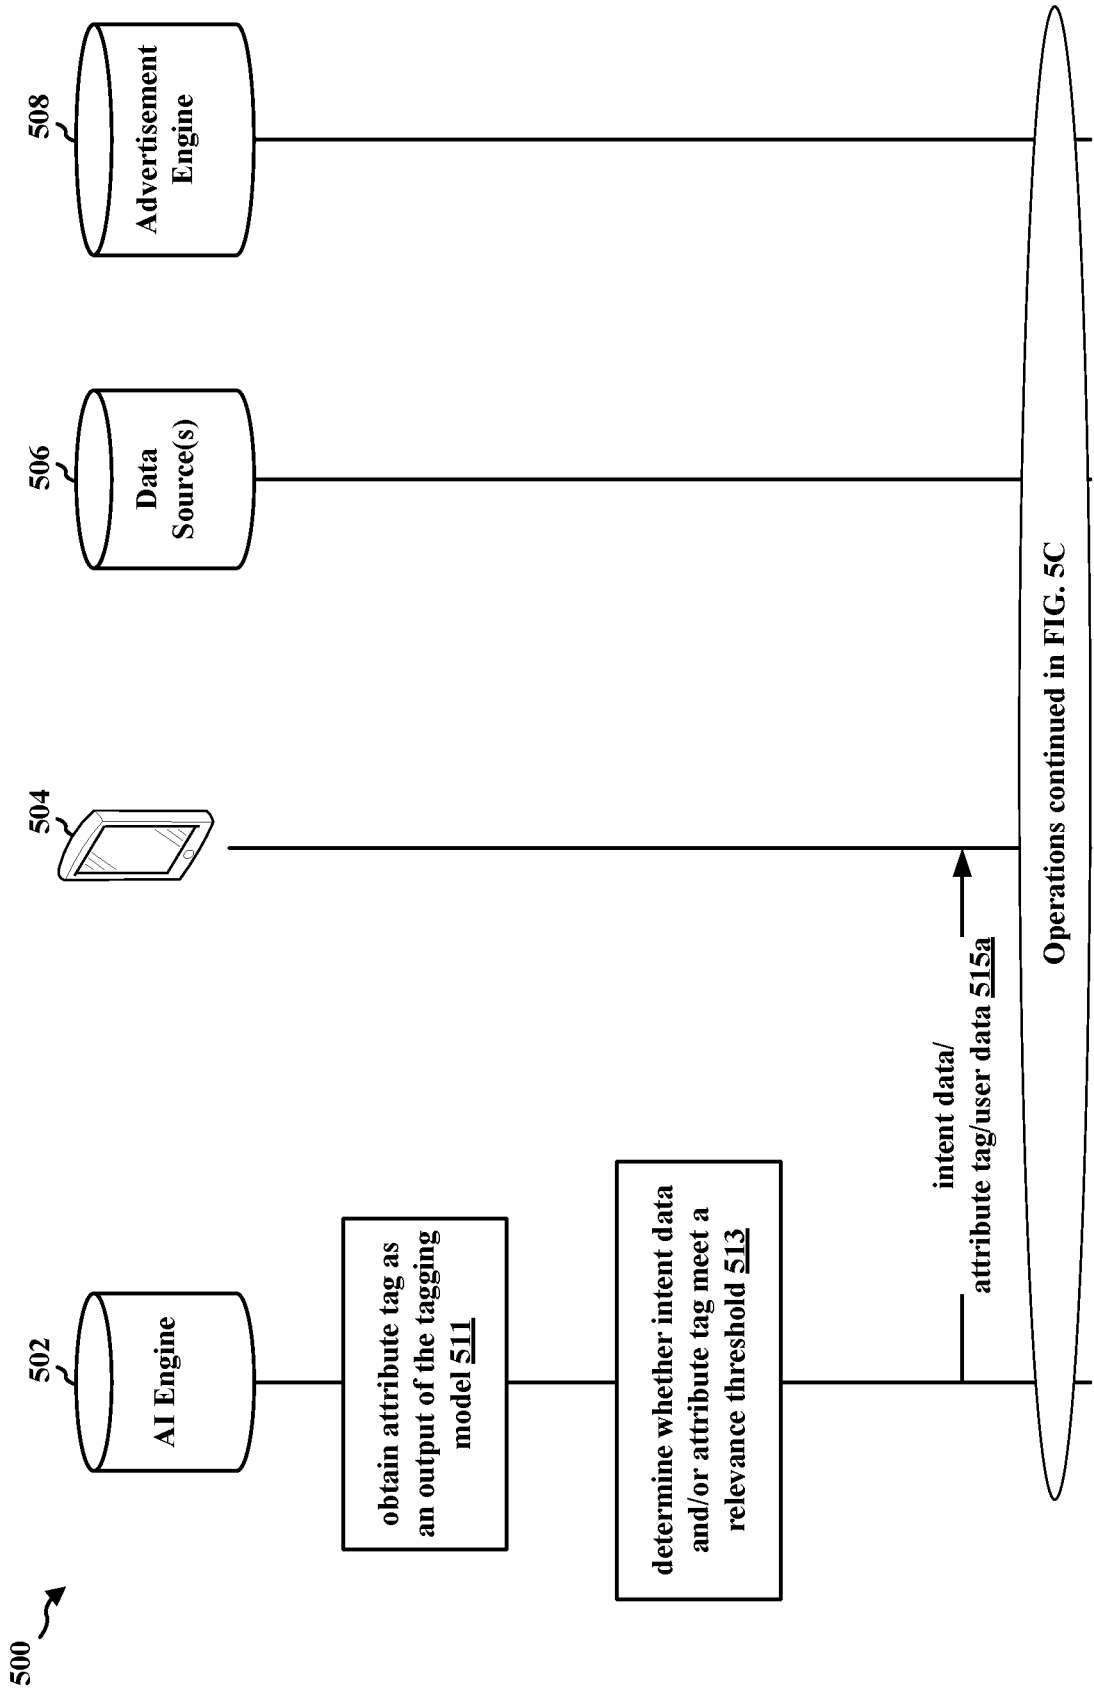 500
502
504
506
508
AI Engine
Data
Source(s)
Advertisement
Engine
obtain attribute tag as
an output of the tagging
model 511
determine whether intent data
and/or attribute tag meet a
relevance threshold 513
intent data/
attribute tag/user data 515a
Operations continued in FIG. 5C